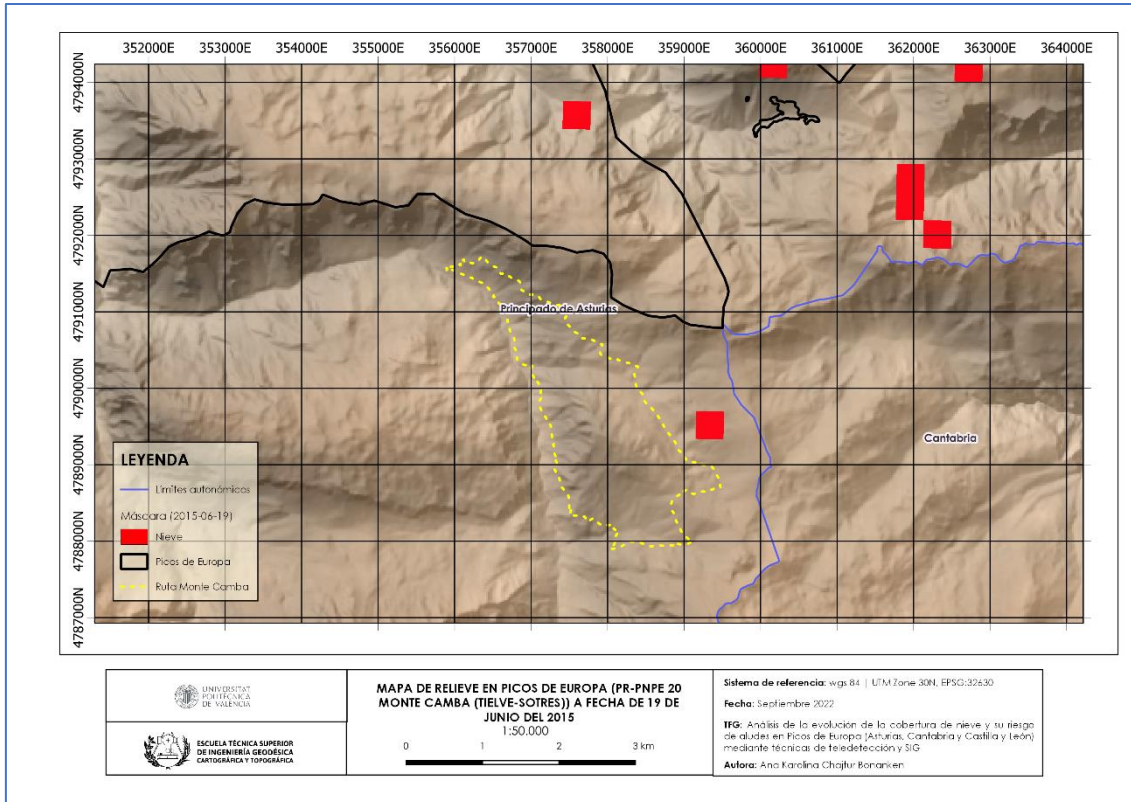 352000E 353000E 354000E 355000E 356000E 357000E 358000E 359000E 360000E 361000E 362000E 363000E 364000E
4794000N
4793000N
4792000N
4791000N
4790000N
4789000N
4788000N
4787000N
Principado de Asturias
Cantabria
LEYENDA
Límites autonómicos
Máscara (2015-06-19)
Nieve
Picos de Europa
Ruta Monte Camba
UNIVERSITAT
POLITÈCNICA
DE VALÈNCIA
ESCUELA TÉCNICA SUPERIOR
DE INGENIERÍA GEODÉSICA
CARTOGRÁFICA Y TOPOGRÁFICA
MAPA DE RELIEVE EN PICOS DE EUROPA (PR-PNPE 20
MONTE CAMBA (TIELVE-SOTRES)) A FECHA DE 19 DE
JUNIO DEL 2015
1:50.000
0 1 2 3 km
Sistema de referencia: wgs 84 | UTM Zone 30N, EPSG:32630
Fecha: Septiembre 2022
TFG: Análisis de la evolución de la cobertura de nieve y su riesgo
de aludes en Picos de Europa (Asturias, Cantabria y Castilla y León)
mediante técnicas de teledetección y SIG
Autora: Ana Karolina Chajtur Bonanken